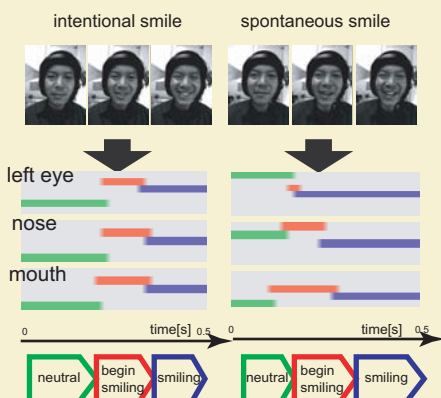 intentional smile
spontaneous smile
left eye
nose
mouth
0 time[s] 0.5
0 time[s] 0.5
neutral
begin
smiling
smiling
neutral
begin
smiling
smiling